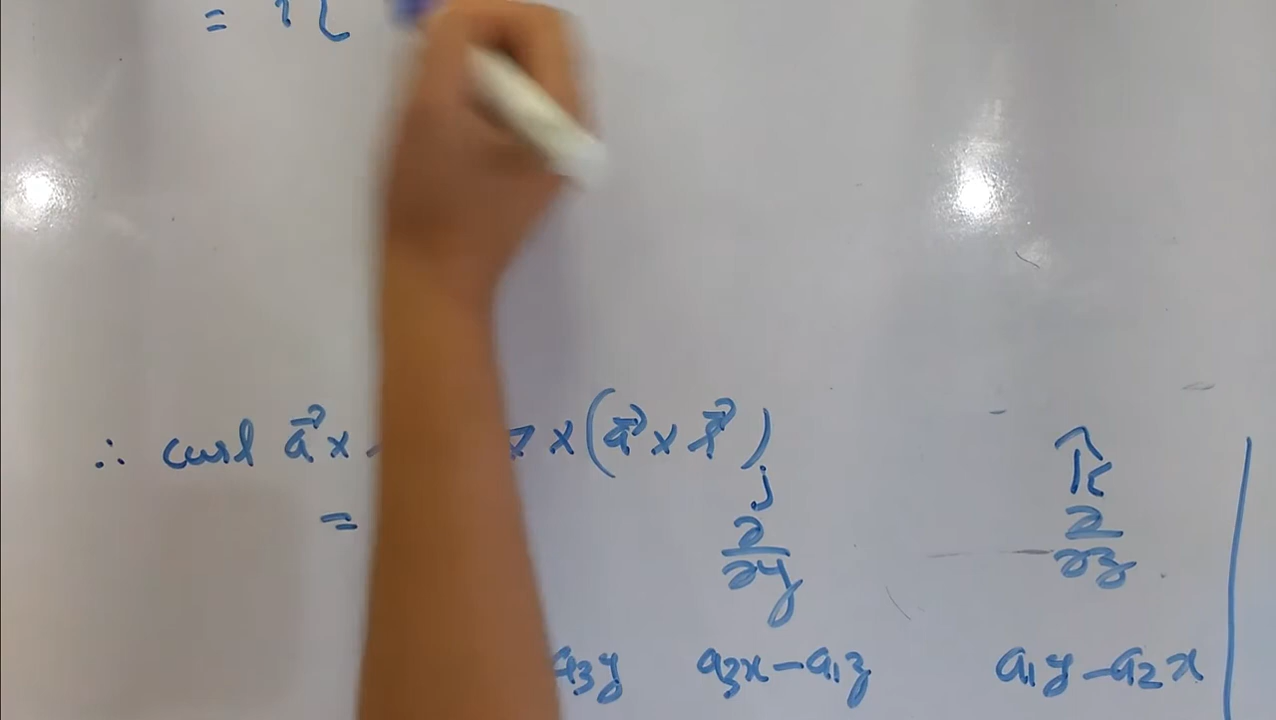 =
∴ curl a⃗ x x (a⃗ x r⃗)
= j k̂
∂/∂y ∂/∂z
a3y a3x-a1z a1y-a2x